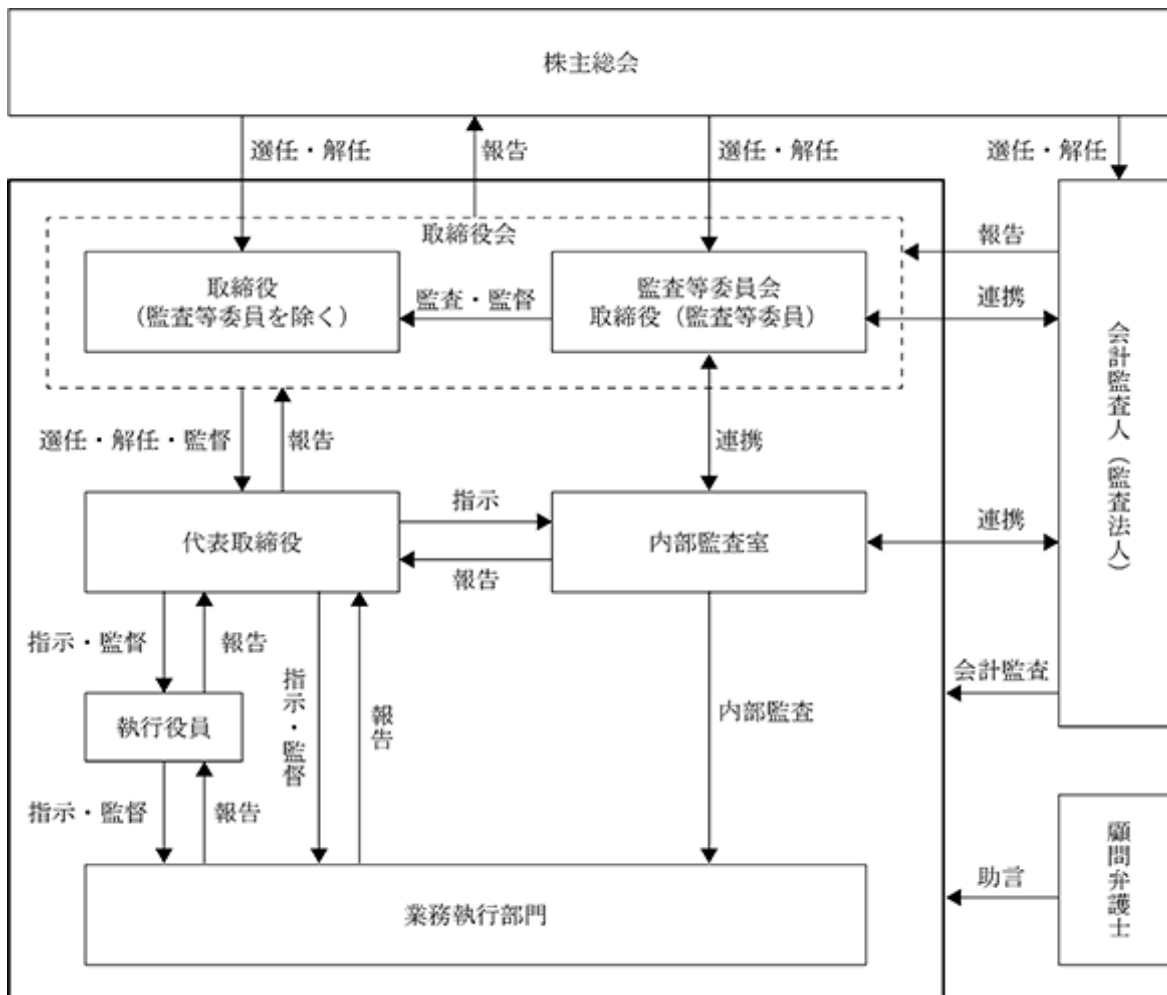 株主総会
選任・解任
報告
選任・解任
選任・解任
取締役会
報告
取締役
(監査等委員を除く)
監査・監督
監査等委員会
取締役(監査等委員)
連携
会計監査人(監査法人)
選任・解任・監督
報告
連携
代表取締役
指示
報告
内部監査室
連携
指示・監督
報告
指示・監督
報告
内部監査
会計監査
執行役員
指示・監督
報告
業務執行部門
助言
顧問弁護士